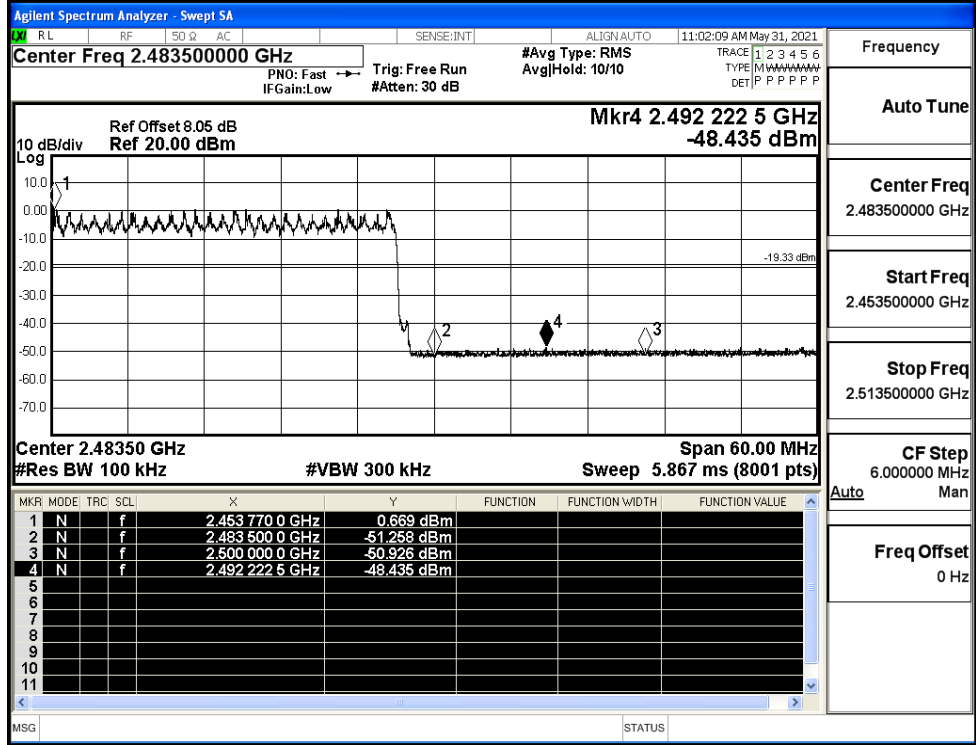 Agilent Spectrum Analyzer - Swept SA
LXI RL RF 50 Ω AC SENSE:INT ALIGN AUTO 11:02:09 AM May 31, 2021
Center Freq 2.483500000 GHz
PNO: Fast
IFGain:Low
Trig: Free Run
#Atten: 30 dB
#Avg Type: RMS
Avg|Hold: 10/10
TRACE 1 2 3 4 5 6
TYPE M W W W W W
DET P P P P P P
Mkr4 2.492 222 5 GHz
-48.435 dBm
Ref Offset 8.05 dB
10 dB/div Ref 20.00 dBm
Log
10.0
0.00
-10.0
-20.0
-30.0
-40.0
-50.0
-60.0
-70.0
1
-19.33 dBm
2
4
3
Center 2.48350 GHz Span 60.00 MHz
#Res BW 100 kHz #VBW 300 kHz Sweep 5.867 ms (8001 pts)
MKR MODE TRC SCL X Y FUNCTION FUNCTION WIDTH FUNCTION VALUE
1 N f 2.453 770 0 GHz 0.669 dBm
2 N f 2.483 500 0 GHz -51.258 dBm
3 N f 2.500 000 0 GHz -50.926 dBm
4 N f 2.492 222 5 GHz -48.435 dBm
5
6
7
8
9
10
11
MSG STATUS
Frequency
Auto Tune
Center Freq
2.483500000 GHz
Start Freq
2.453500000 GHz
Stop Freq
2.513500000 GHz
CF Step
6.000000 MHz
Auto Man
Freq Offset
0 Hz